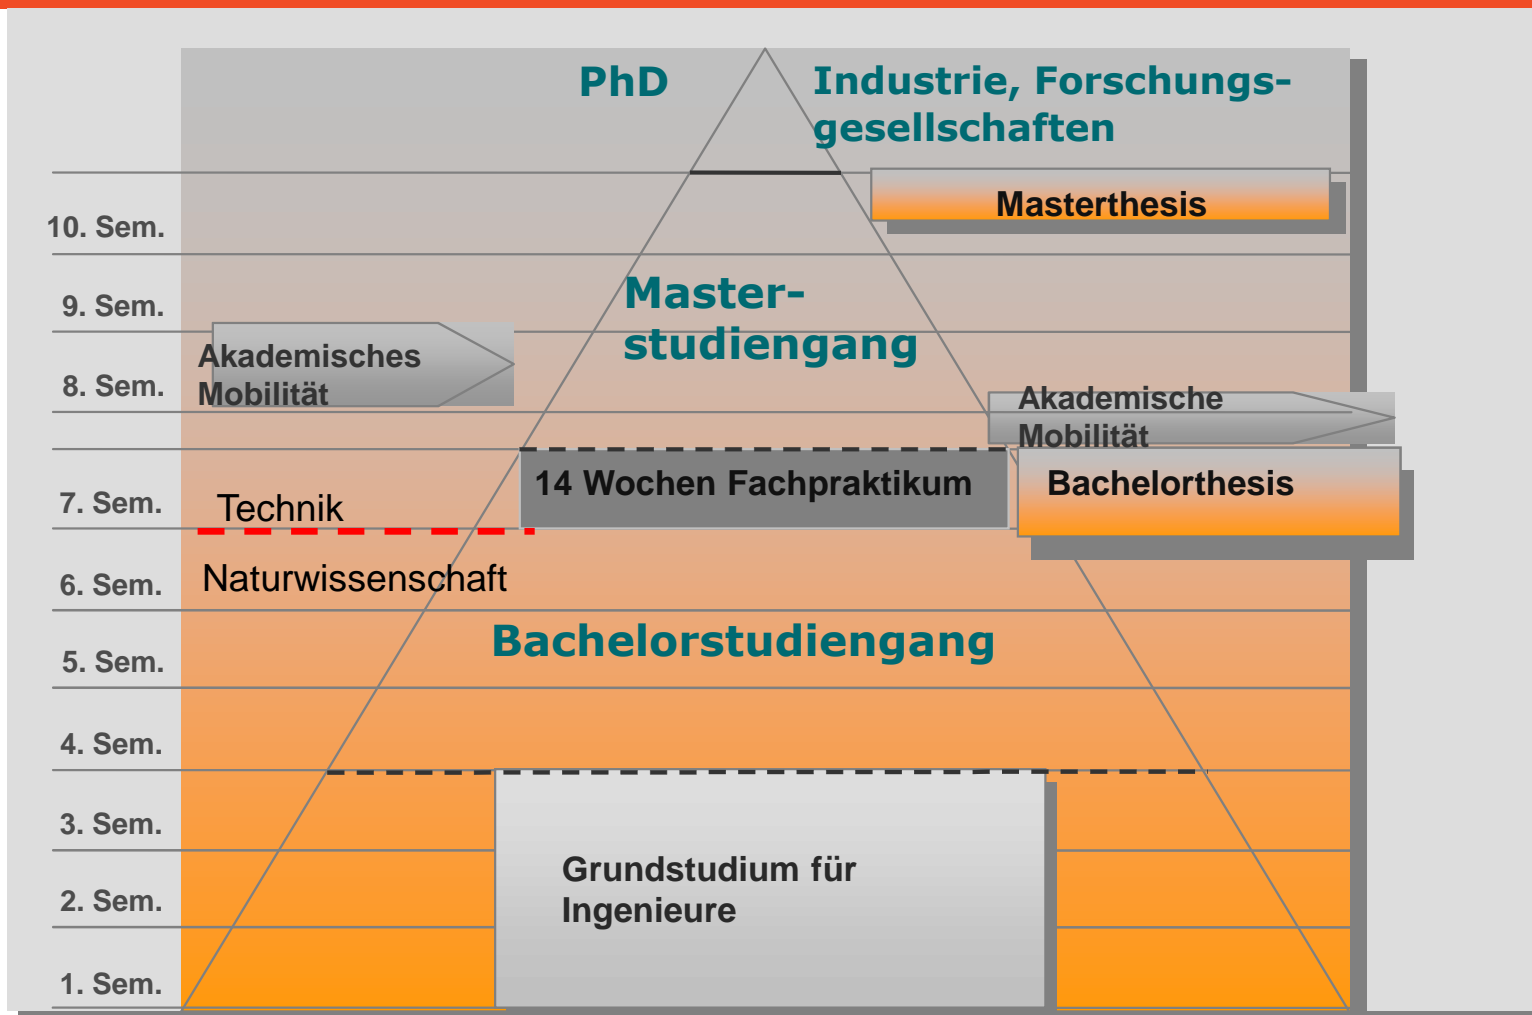 PhD
Industrie, Forschungs-
gesellschaften
Masterthesis
10. Sem.
Master-
studiengang
9. Sem.
Akademisches
Mobilität
8. Sem.
Akademische
Mobilität
14 Wochen Fachpraktikum
Bachelorthesis
7. Sem.
Technik
Naturwissenschaft
6. Sem.
Bachelorstudiengang
5. Sem.
4. Sem.
3. Sem.
Grundstudium für
Ingenieure
2. Sem.
1. Sem.